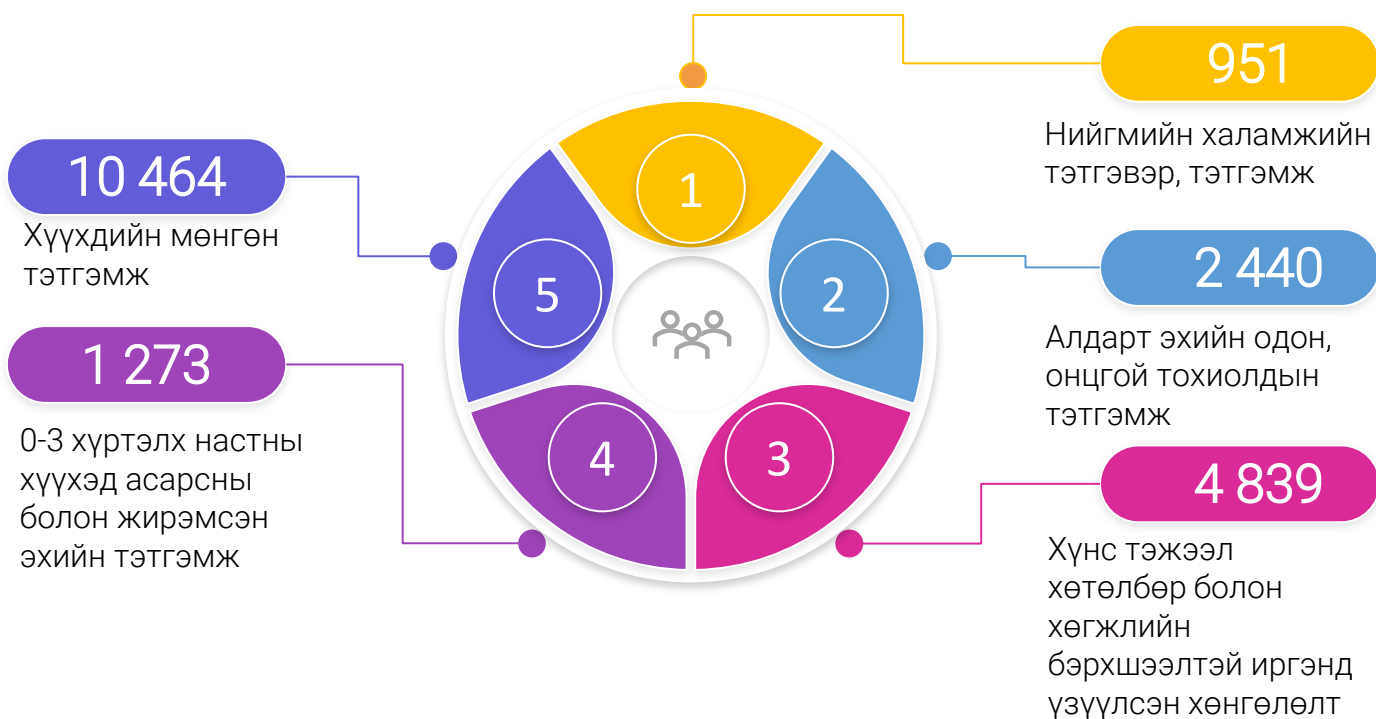 951
Нийгмийн халамжийн
тэтгэвэр, тэтгэмж
2 440
Алдарт эхийн одон,
онцгой тохиолдын
тэтгэмж
4 839
Хүнс тэжээл
хөтөлбөр болон
хөгжлийн
бэрхшээлтэй иргэнд
үзүүлсэн хөнгөлөлт
10 464
Хүүхдийн мөнгөн
тэтгэмж
1 273
0-3 хүртэлх настны
хүүхэд асарсны
болон жирэмсэн
эхийн тэтгэмж
1
2
3
4
5